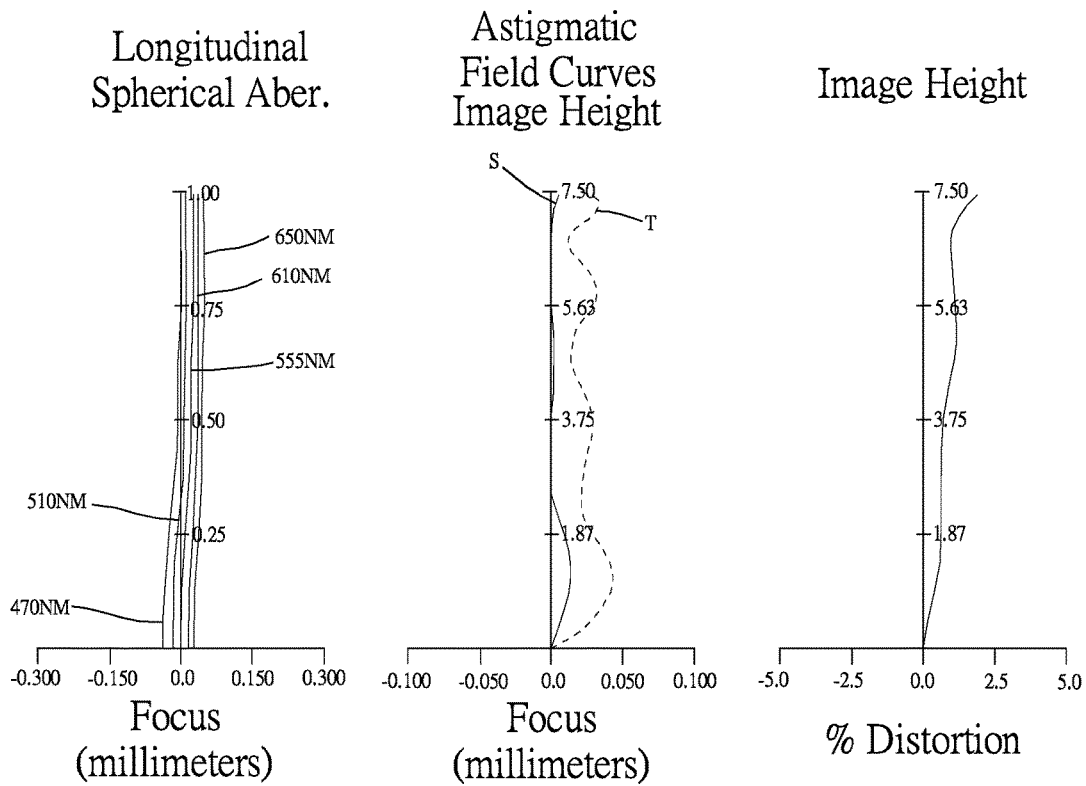 Longitudinal
Spherical Aber.
1.00
650NM
610NM
0.75
555NM
0.50
510NM
0.25
470NM
-0.300 -0.150 0.0 0.150 0.300
Focus
(millimeters)
Astigmatic
Field Curves
Image Height
S
7.50
T
5.63
3.75
1.87
-0.100 -0.050 0.0 0.050 0.100
Focus
(millimeters)
Image Height
7.50
5.63
3.75
1.87
-5.0 -2.5 0.0 2.5 5.0
% Distortion